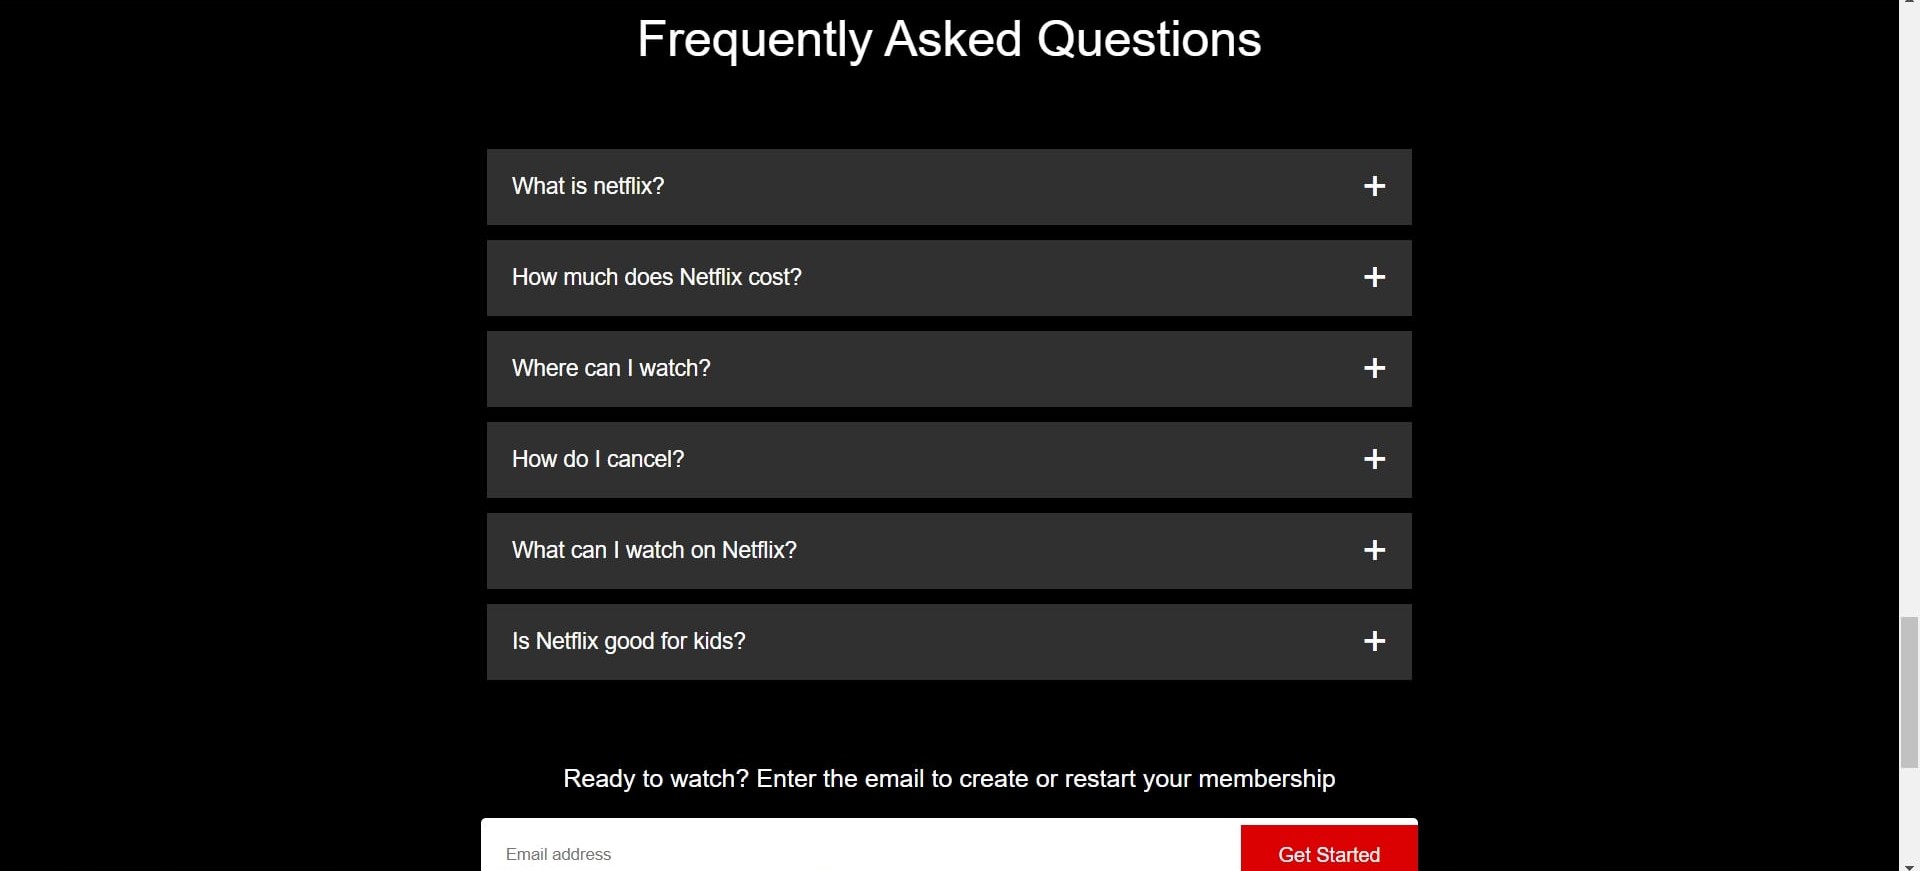 Frequently Asked Questions
What is netflix?
How much does Netflix cost?
Where can I watch?
How do I cancel?
What can I watch on Netflix?
Is Netflix good for kids?
Ready to watch? Enter the email to create or restart your membership
Email address
Get Started